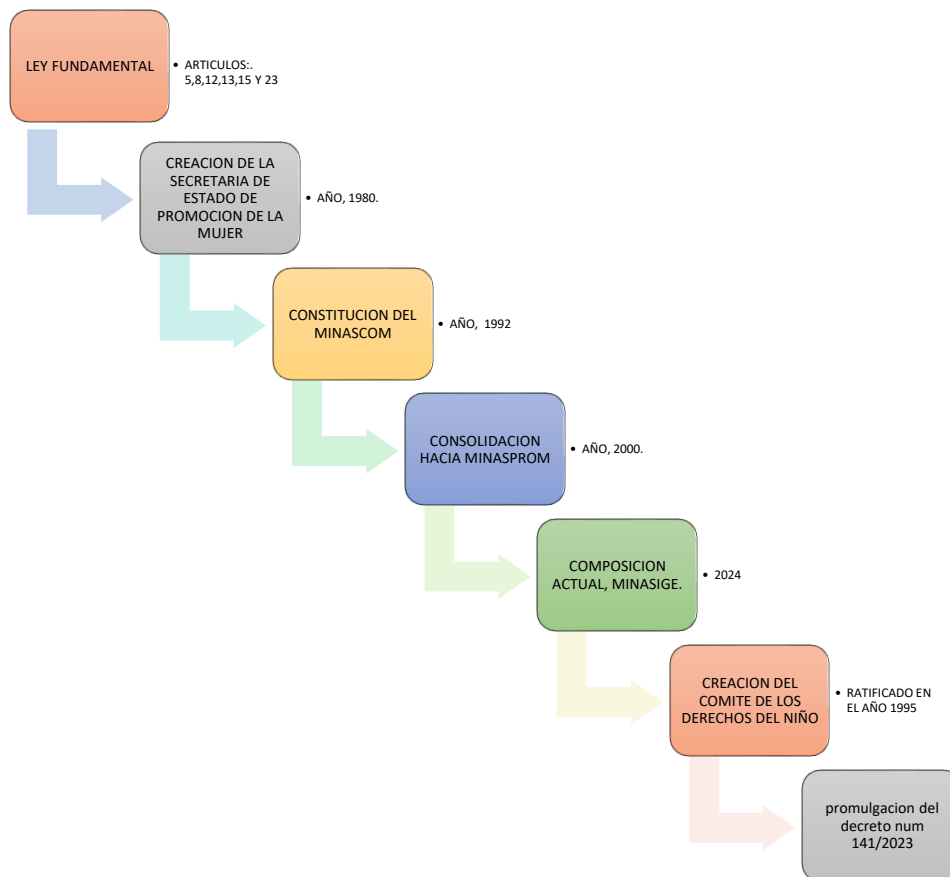 LEY FUNDAMENTAL
• ARTICULOS:.
5,8,12,13,15 Y 23
CREACION DE LA
SECRETARIA DE
ESTADO DE
PROMOCION DE LA
MUJER
• AÑO, 1980.
CONSTITUCION DEL
MINASCOM
• AÑO, 1992
CONSOLIDACION
HACIA MINASPROM
• AÑO, 2000.
COMPOSICION
ACTUAL, MINASIGE.
• 2024
CREACION DEL
COMITE DE LOS
DERECHOS DEL NIÑO
• RATIFICADO EN
EL AÑO 1995
promulgacion del
decreto num
141/2023